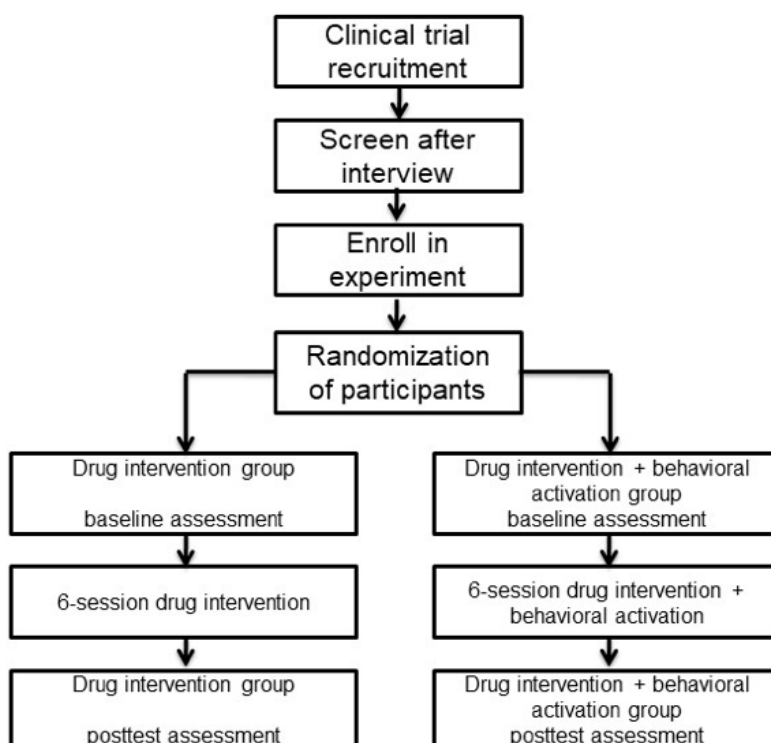 Clinical trial
recruitment
Screen after
interview
Enroll in
experiment
Randomization
of participants
Drug intervention group
baseline assessment
Drug intervention + behavioral
activation group
baseline assessment
6-session drug intervention
6-session drug intervention +
behavioral activation
Drug intervention group
posttest assessment
Drug intervention + behavioral
activation group
posttest assessment